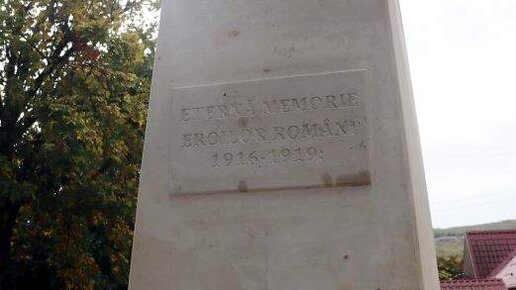 ETERNĂ MEMORIE
EROILOR ROMÂNI
1916-1919